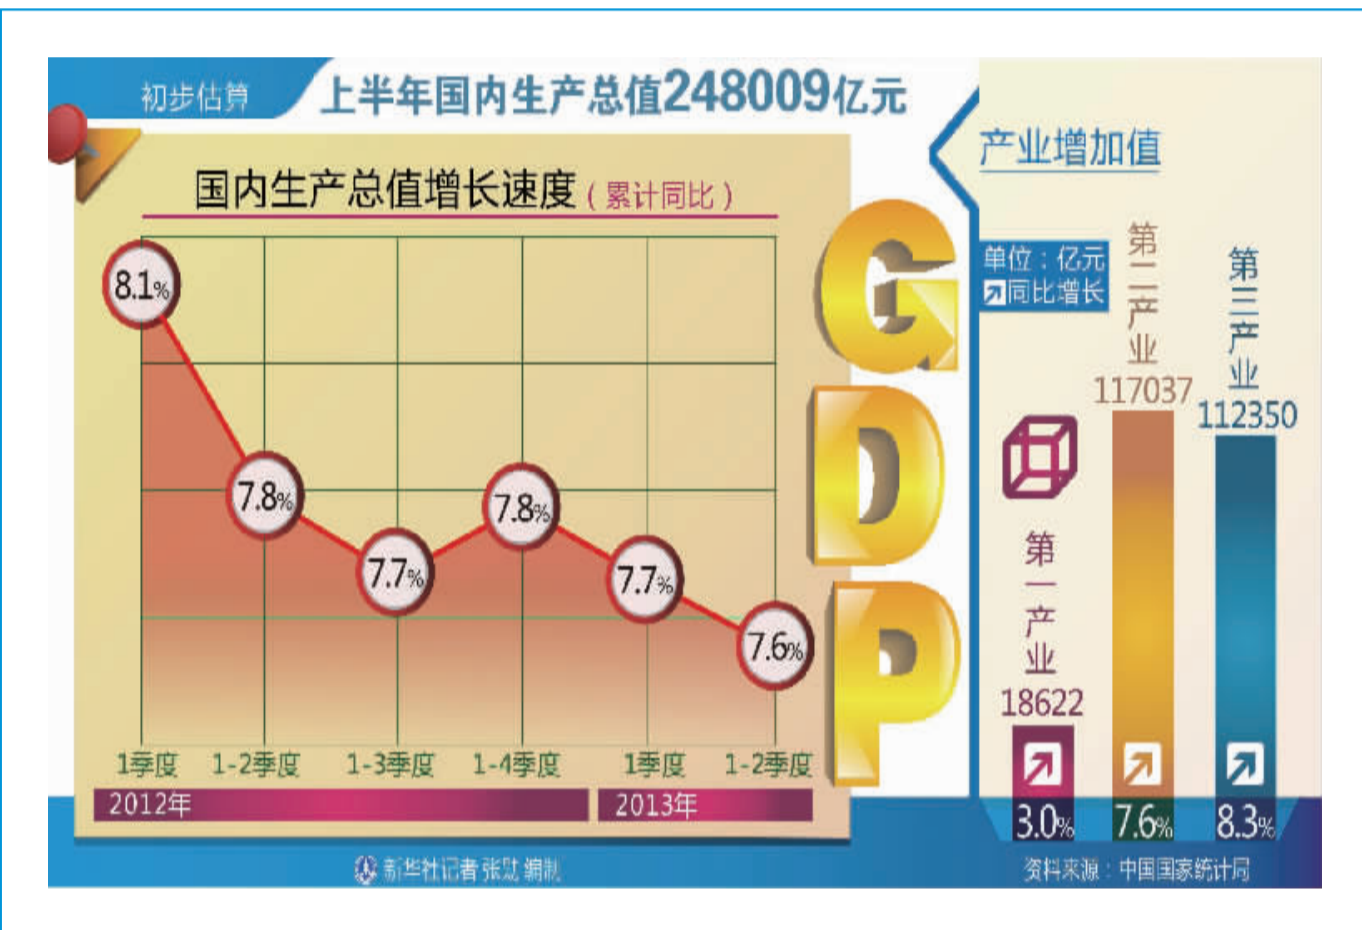 初步估算
上半年国内生产总值248009亿元
国内生产总值增长速度（累计同比）
8.1%
7.8%
7.7%
7.8%
7.7%
7.6%
1季度 1-2季度 1-3季度 1-4季度 1季度 1-2季度
2012年 2013年
GDP
产业增加值
单位：亿元
同比增长
第一产业
18622
3.0%
第二产业
117037
7.6%
第三产业
112350
8.3%
新华社记者 张 编制
资料来源：中国国家统计局